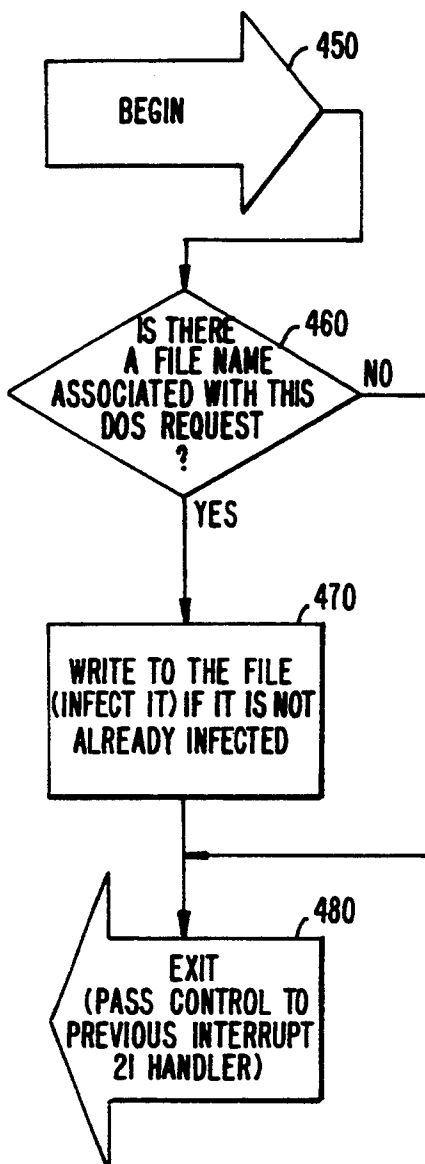 450
BEGIN
460
IS THERE
A FILE NAME
ASSOCIATED WITH THIS
DOS REQUEST
?
NO
YES
470
WRITE TO THE FILE
(INFECT IT) IF IT IS NOT
ALREADY INFECTED
480
EXIT
(PASS CONTROL TO
PREVIOUS INTERRUPT
21 HANDLER)